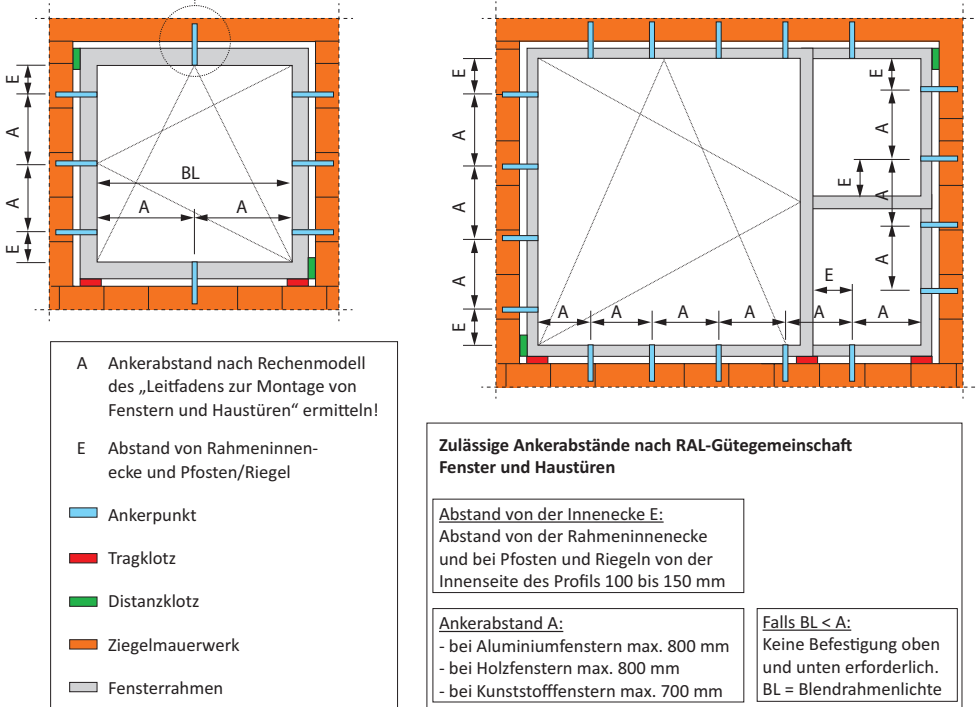 E
A
A
E
BL
A
A
E
A
A
A
E
E
A
E
A
A
E
A
A
A
A
A
A
A Ankerabstand nach Rechenmodell
des „Leitfadens zur Montage von
Fenstern und Haustüren“ ermitteln!
E Abstand von Rahmeninnen-
ecke und Pfosten/Riegel
Ankerpunkt
Tragklotz
Distanzklotz
Ziegelmauerwerk
Fensterrahmen
Zulässige Ankerabstände nach RAL-Gütegemeinschaft
Fenster und Haustüren
Abstand von der Innenecke E:
Abstand von der Rahmeninnenecke
und bei Pfosten und Riegeln von der
Innenseite des Profils 100 bis 150 mm
Ankerabstand A:
- bei Aluminiumfenstern max. 800 mm
- bei Holzfenstern max. 800 mm
- bei Kunststofffenstern max. 700 mm
Falls BL < A:
Keine Befestigung oben
und unten erforderlich.
BL = Blendrahmenlichte